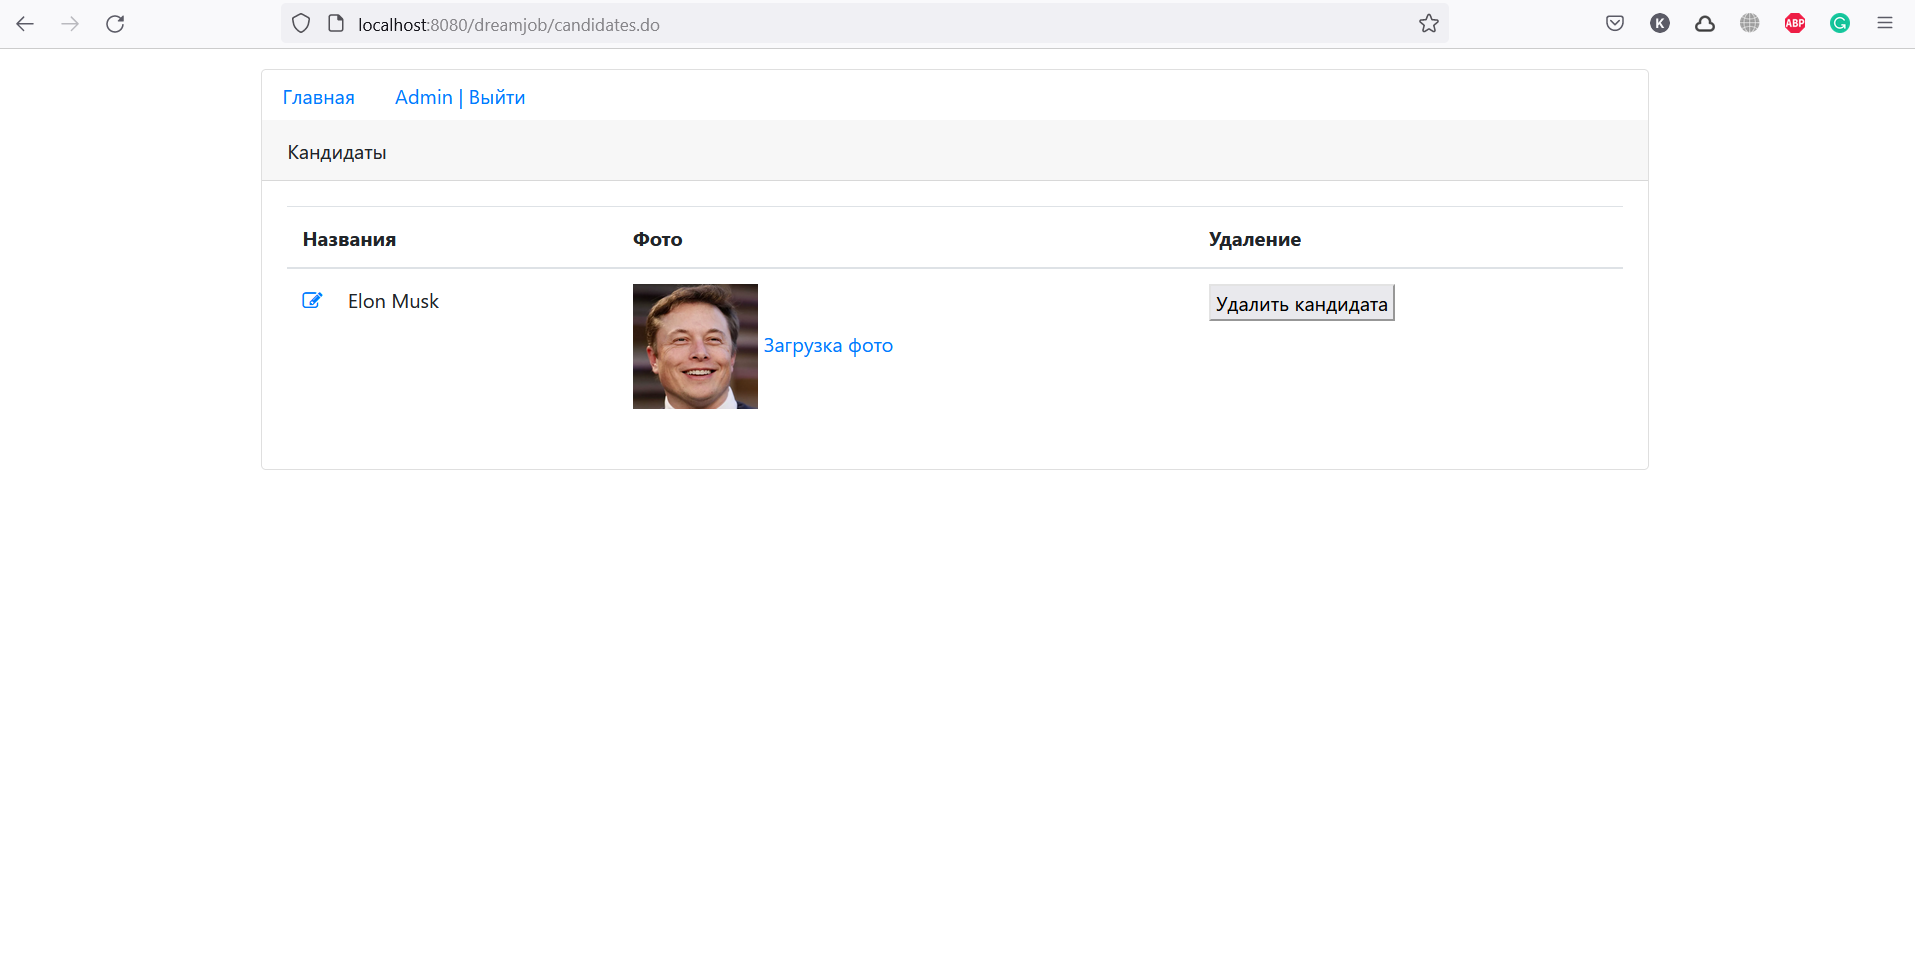 localhost:8080/dreamjob/candidates.do
K
ABP
G
Главная Admin | Выйти
Кандидаты
Названия Фото Удаление
Elon Musk Загрузка фото Удалить кандидата